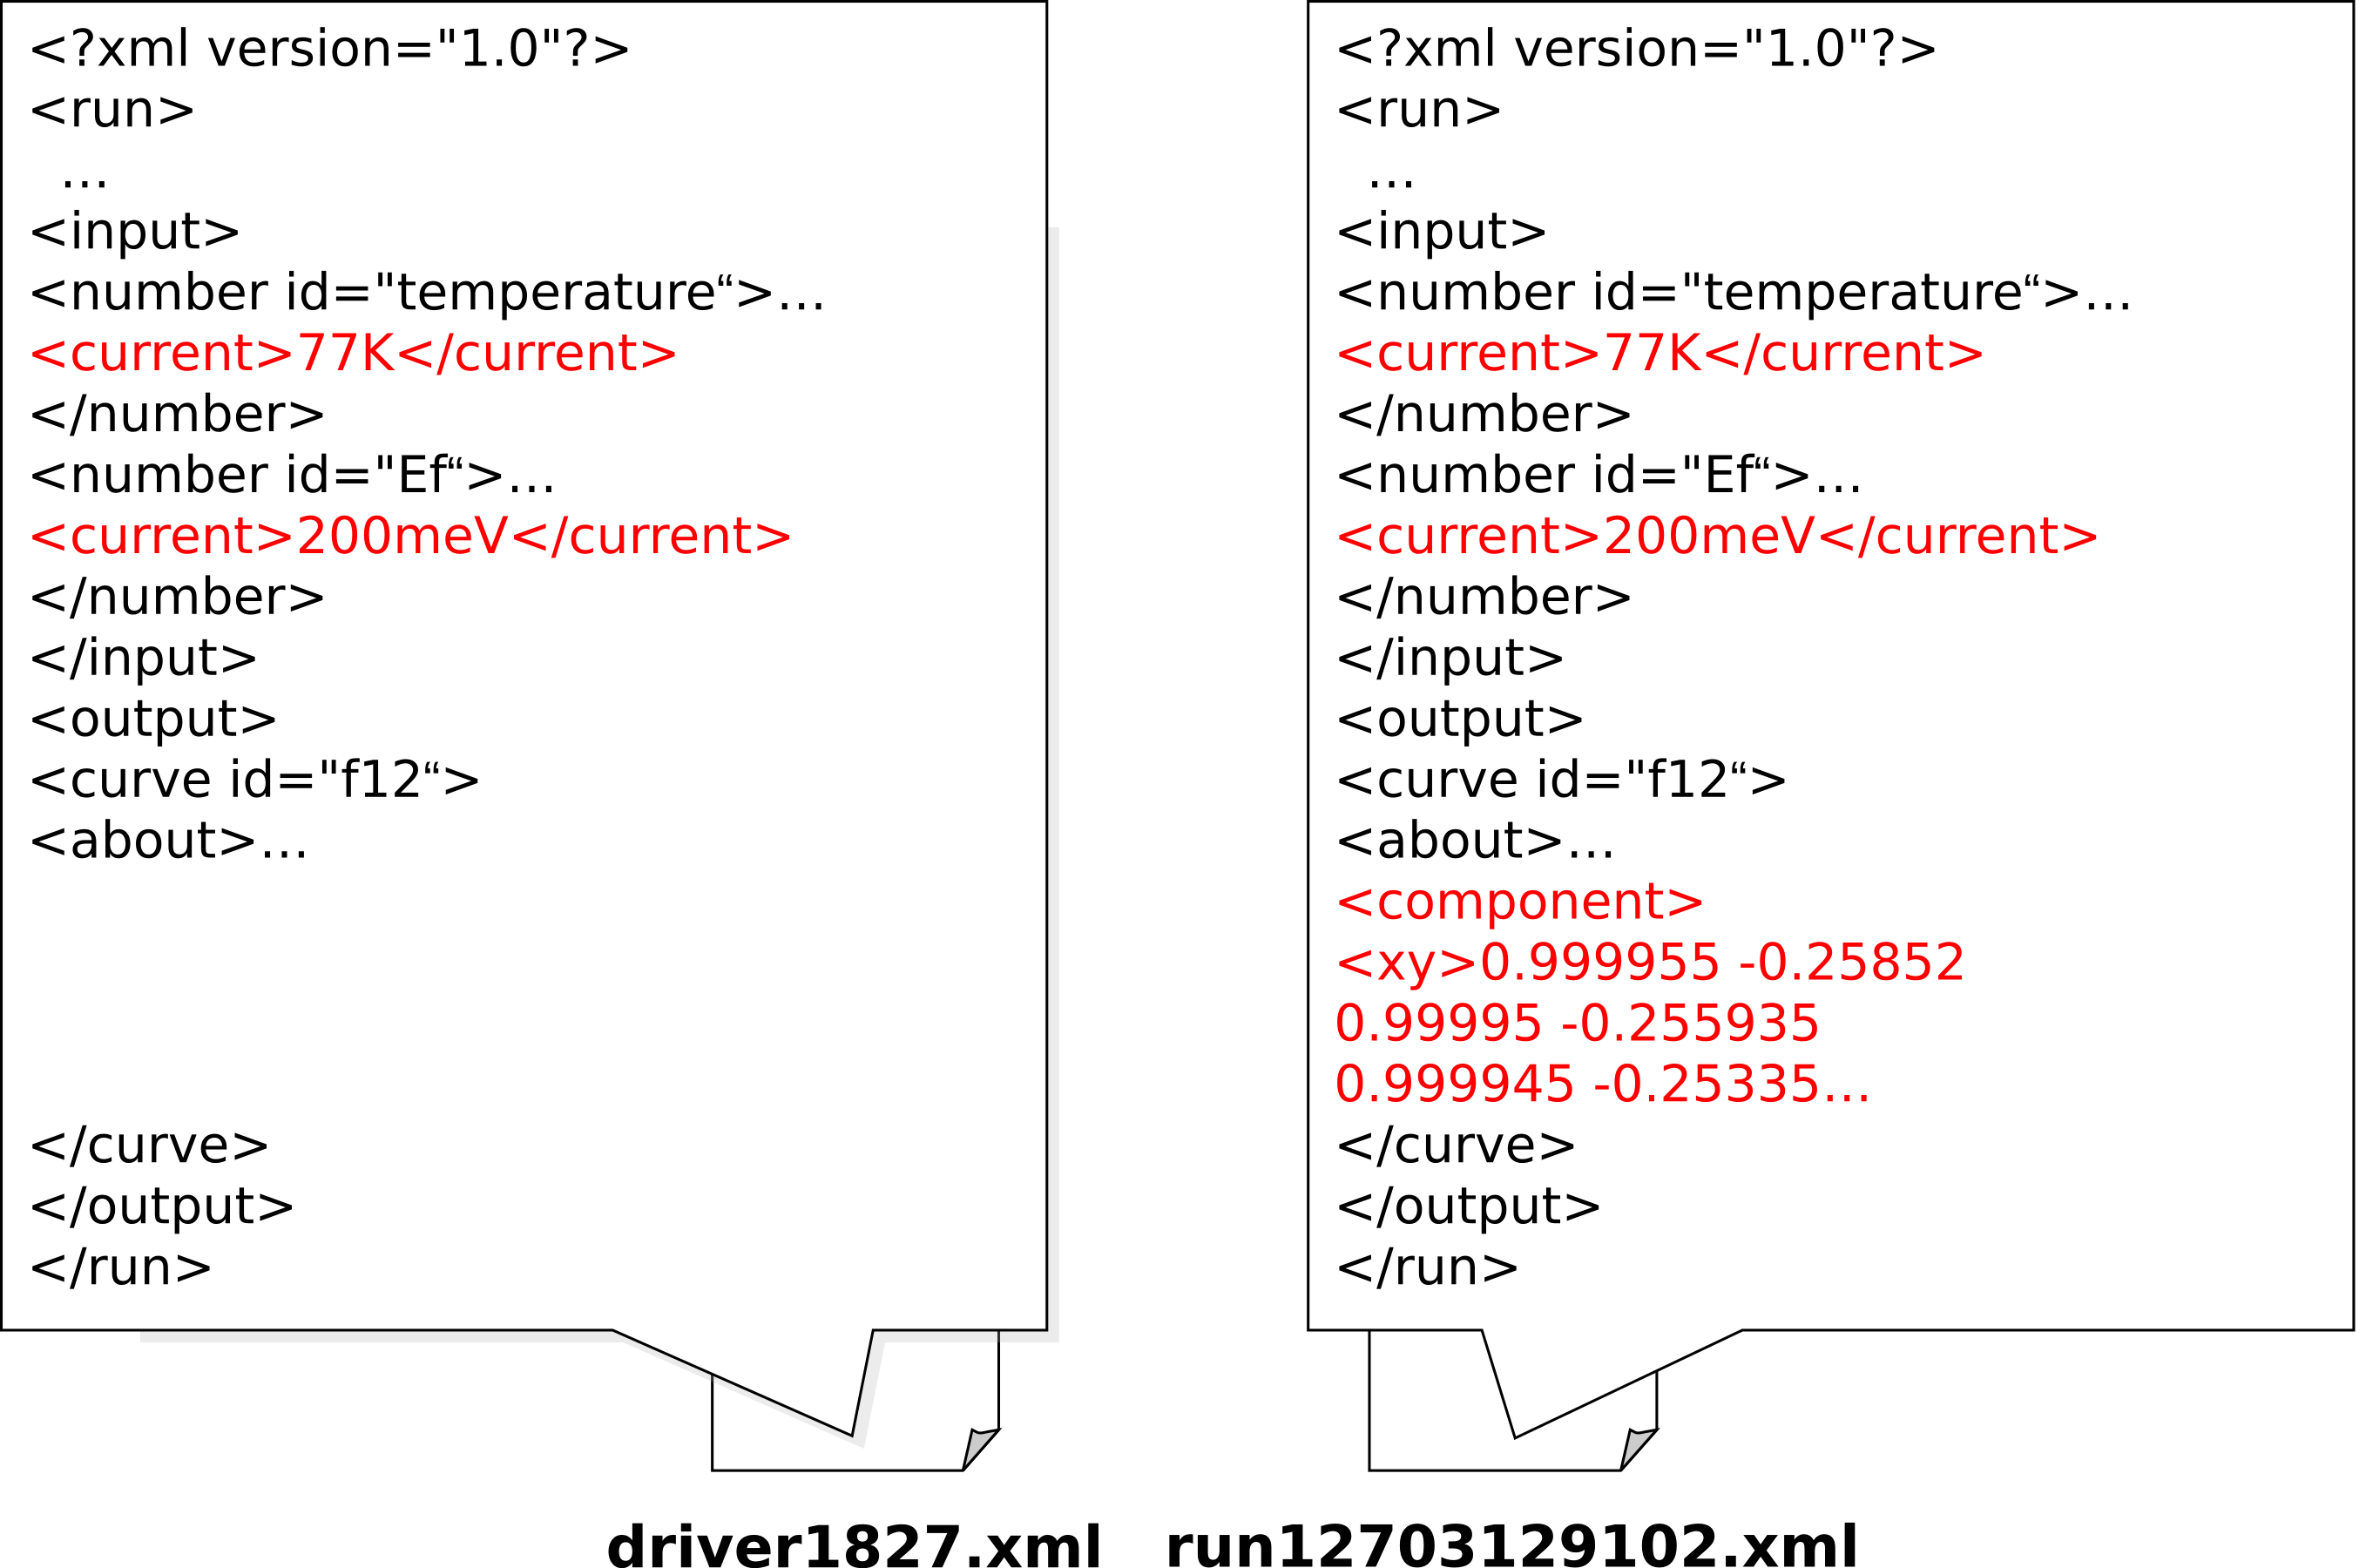 <?xml version="1.0"?>
<run>
...
<input>
<number id="temperature“>...
<current>77K</current>
</number>
<number id="Ef“>...
<current>200meV</current>
</number>
</input>
<output>
<curve id="f12“>
<about>...
</curve>
</output>
</run>
driver1827.xml
<?xml version="1.0"?>
<run>
...
<input>
<number id="temperature“>...
<current>77K</current>
</number>
<number id="Ef“>...
<current>200meV</current>
</number>
</input>
<output>
<curve id="f12“>
<about>...
<component>
<xy>0.999955 -0.25852
0.99995 -0.255935
0.999945 -0.25335...
</curve>
</output>
</run>
run12703129102.xml